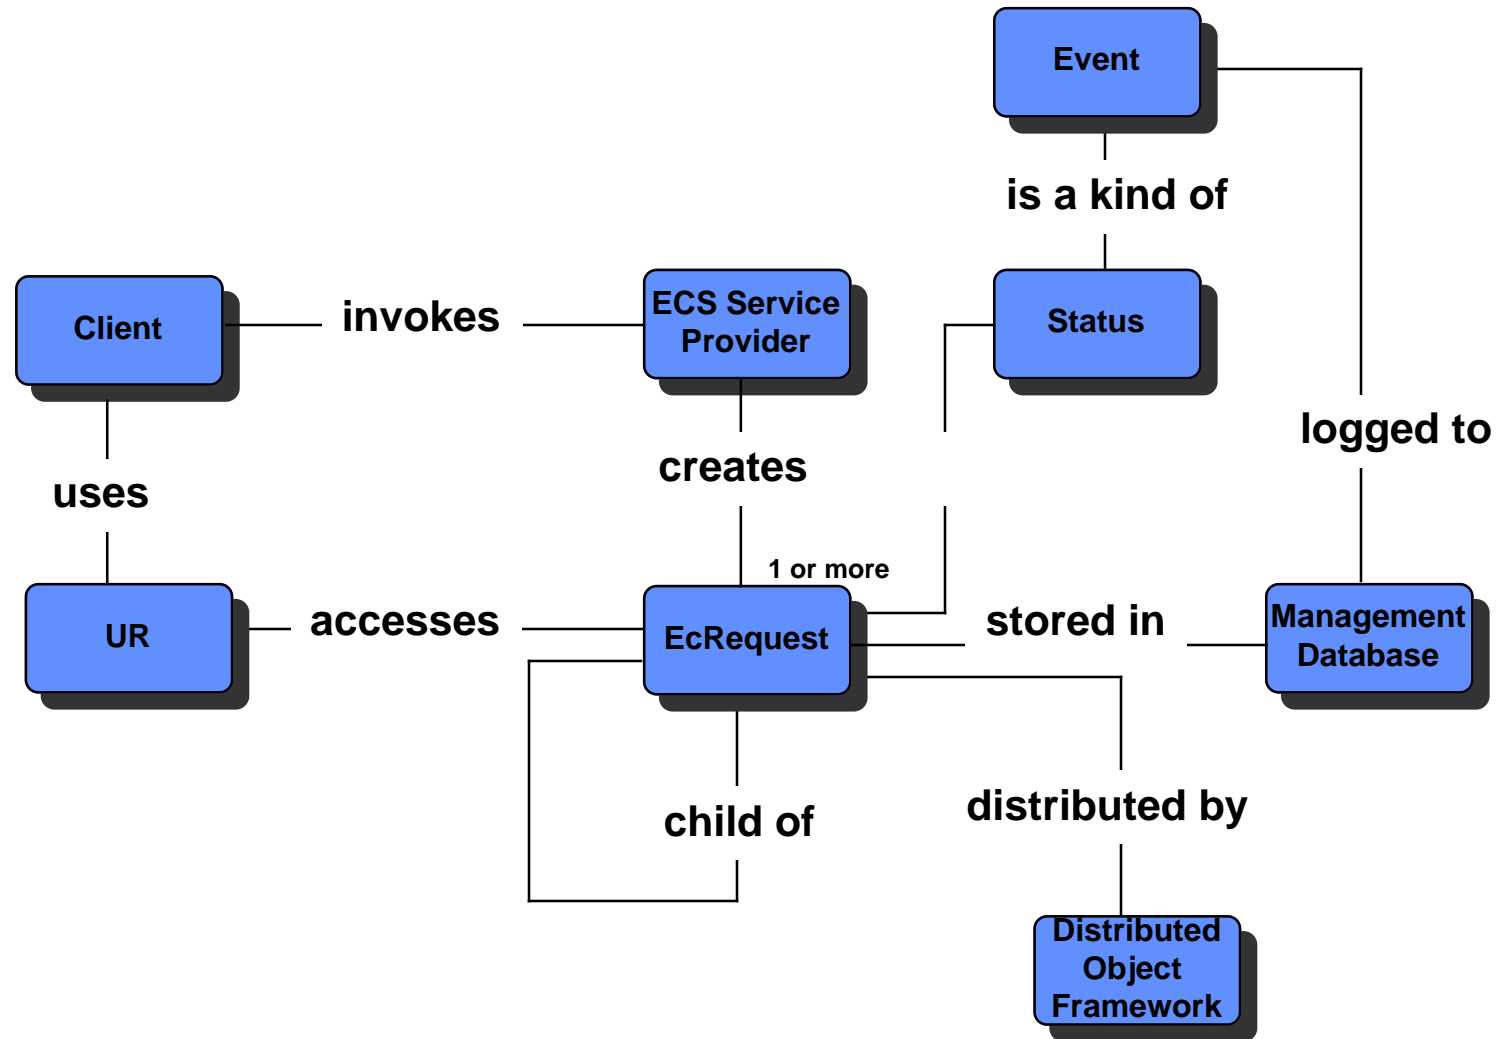 Event
is a kind of
Client
invokes
ECS Service
Provider
Status
logged to
creates
uses
1 or more
UR
accesses
EcRequest
stored in
Management
Database
child of
distributed by
Distributed
Object
Framework